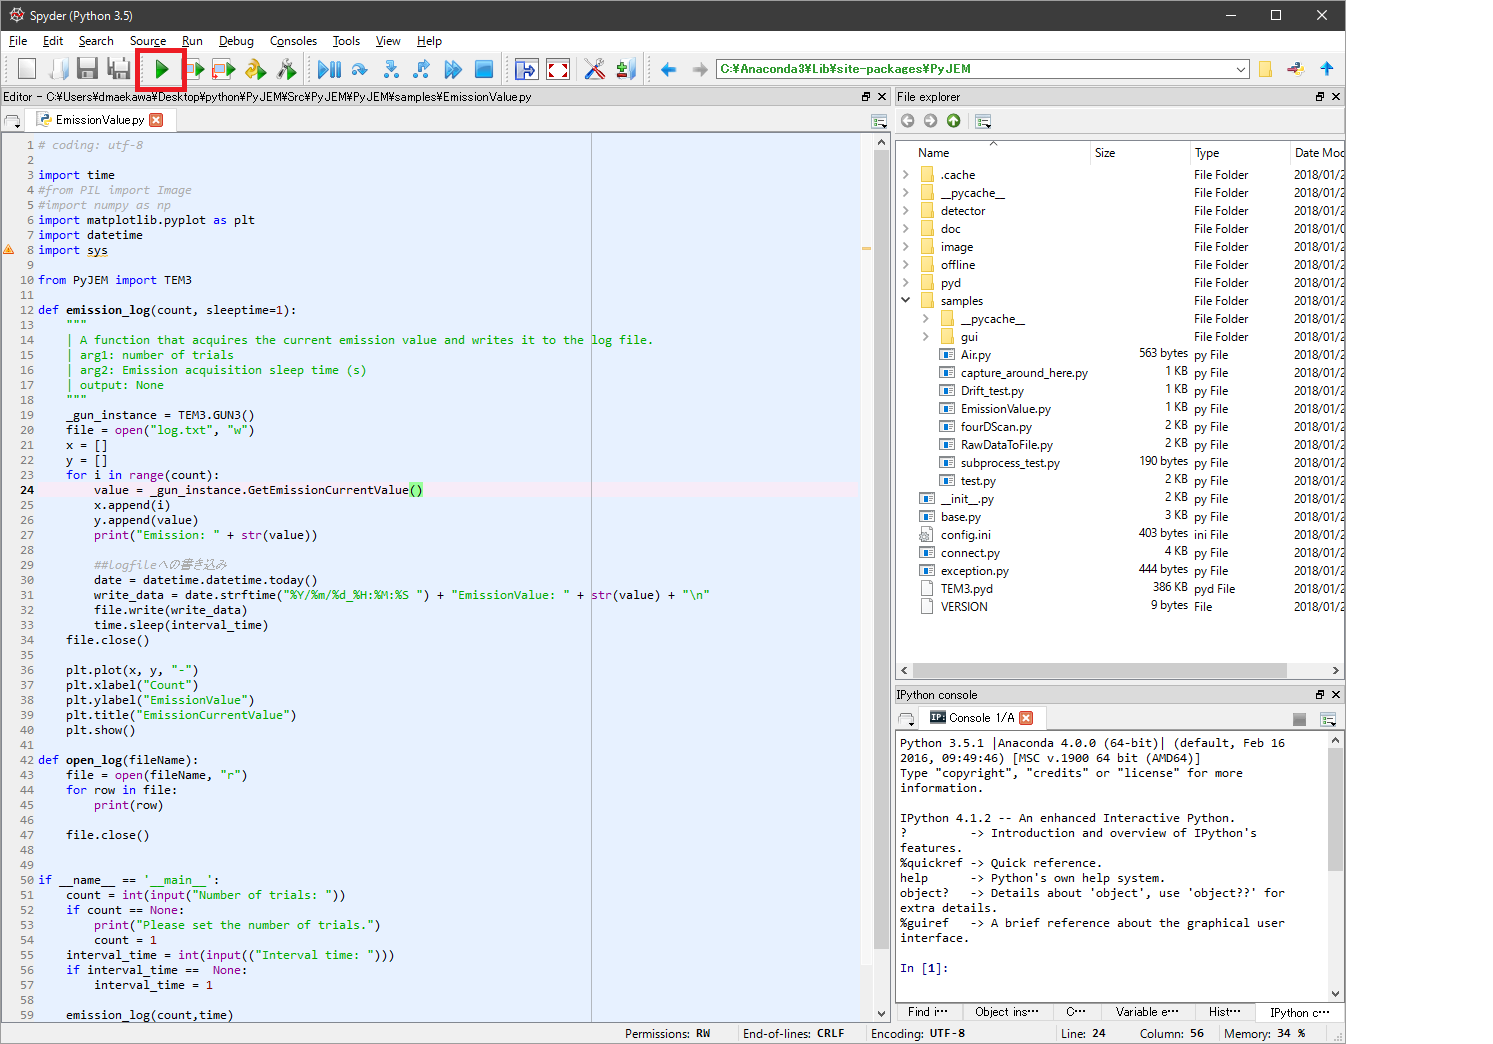 Spyder (Python 3.5)
File Edit Search Source Run Debug Consoles Tools View Help
C:¥Anaconda3¥Lib¥site-packages¥PyJEM
Editor - C:¥Users¥dmaekawa¥Desktop¥python¥PyJEM¥Src¥PyJEM¥PyJEM¥samples¥EmissionValue.py
EmissionValue.py
1 # coding: utf-8
2
3 import time
4 #from PIL import Image
5 #import numpy as np
6 import matplotlib.pyplot as plt
7 import datetime
8 import sys
9
10 from PyJEM import TEM3
11
12 def emission_log(count, sleeptime=1):
13 """
14 | A function that acquires the current emission value and writes it to the log file.
15 | arg1: number of trials
16 | arg2: Emission acquisition sleep time (s)
17 | output: None
18 """
19 _gun_instance = TEM3.GUN3()
20 file = open("log.txt", "w")
21 x = []
22 y = []
23 for i in range(count):
24 value = _gun_instance.GetEmissionCurrentValue()
25 x.append(i)
26 y.append(value)
27 print("Emission: " + str(value))
28
29 ##logfileへの書き込み
30 date = datetime.datetime.today()
31 write_data = date.strftime("%Y/%m/%d_%H:%M:%S ") + "EmissionValue: " + str(value) + "\n"
32 file.write(write_data)
33 time.sleep(interval_time)
34 file.close()
35
36 plt.plot(x, y, "-")
37 plt.xlabel("Count")
38 plt.ylabel("EmissionValue")
39 plt.title("EmissionCurrentValue")
40 plt.show()
41
42 def open_log(fileName):
43 file = open(fileName, "r")
44 for row in file:
45 print(row)
46
47 file.close()
48
49
50 if __name__ == '__main__':
51 count = int(input("Number of trials: "))
52 if count == None:
53 print("Please set the number of trials.")
54 count = 1
55 interval_time = int(input(("Interval time: ")))
56 if interval_time ==  None:
57 interval_time = 1
58
59 emission_log(count,time)
File explorer
Name Size Type Date Moc
.cache File Folder 2018/01/2
__pycache__ File Folder 2018/01/2
detector File Folder 2018/01/2
doc File Folder 2018/01/0
image File Folder 2018/01/2
offline File Folder 2018/01/2
pyd File Folder 2018/01/2
samples File Folder 2018/01/2
__pycache__ File Folder 2018/01/2
gui File Folder 2018/01/2
Air.py 563 bytes py File 2018/01/2
capture_around_here.py 1 KB py File 2018/01/2
Drift_test.py 1 KB py File 2018/01/2
EmissionValue.py 1 KB py File 2018/01/2
fourDScan.py 2 KB py File 2018/01/2
RawDataToFile.py 2 KB py File 2018/01/2
subprocess_test.py 190 bytes py File 2018/01/2
test.py 2 KB py File 2018/01/2
__init__.py 2 KB py File 2018/01/2
base.py 3 KB py File 2018/01/2
config.ini 403 bytes ini File 2018/01/2
connect.py 4 KB py File 2018/01/2
exception.py 444 bytes py File 2018/01/2
TEM3.pyd 386 KB pyd File 2018/01/2
VERSION 9 bytes File 2018/01/2
IPython console
IP: Console 1/A
Python 3.5.1 |Anaconda 4.0.0 (64-bit)| (default, Feb 16
2016, 09:49:46) [MSC v.1900 64 bit (AMD64)]
Type "copyright", "credits" or "license" for more
information.
IPython 4.1.2 -- An enhanced Interactive Python.
? -> Introduction and overview of IPython's
features.
%quickref -> Quick reference.
help -> Python's own help system.
object? -> Details about 'object', use 'object??' for
extra details.
%guiref -> A brief reference about the graphical user
interface.
In [1]:
Find i… Object ins… C… Variable e… Hist… IPython c…
Permissions: RW End-of-lines: CRLF Encoding: UTF-8 Line: 24 Column: 56 Memory: 34 %